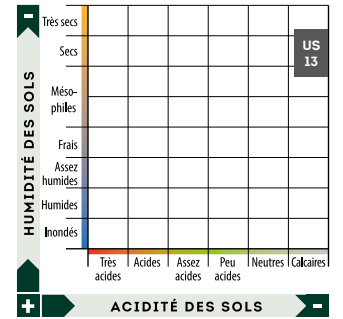 -
Très secs
Secs
Méso-
philes
Frais
Assez
humides
Humides
Inondés
HUMIDITÉ DES SOLS
US
13
Très
acides
Acides
Assez
acides
Peu
acides
Neutres
Calcaires
+
ACIDITÉ DES SOLS
-